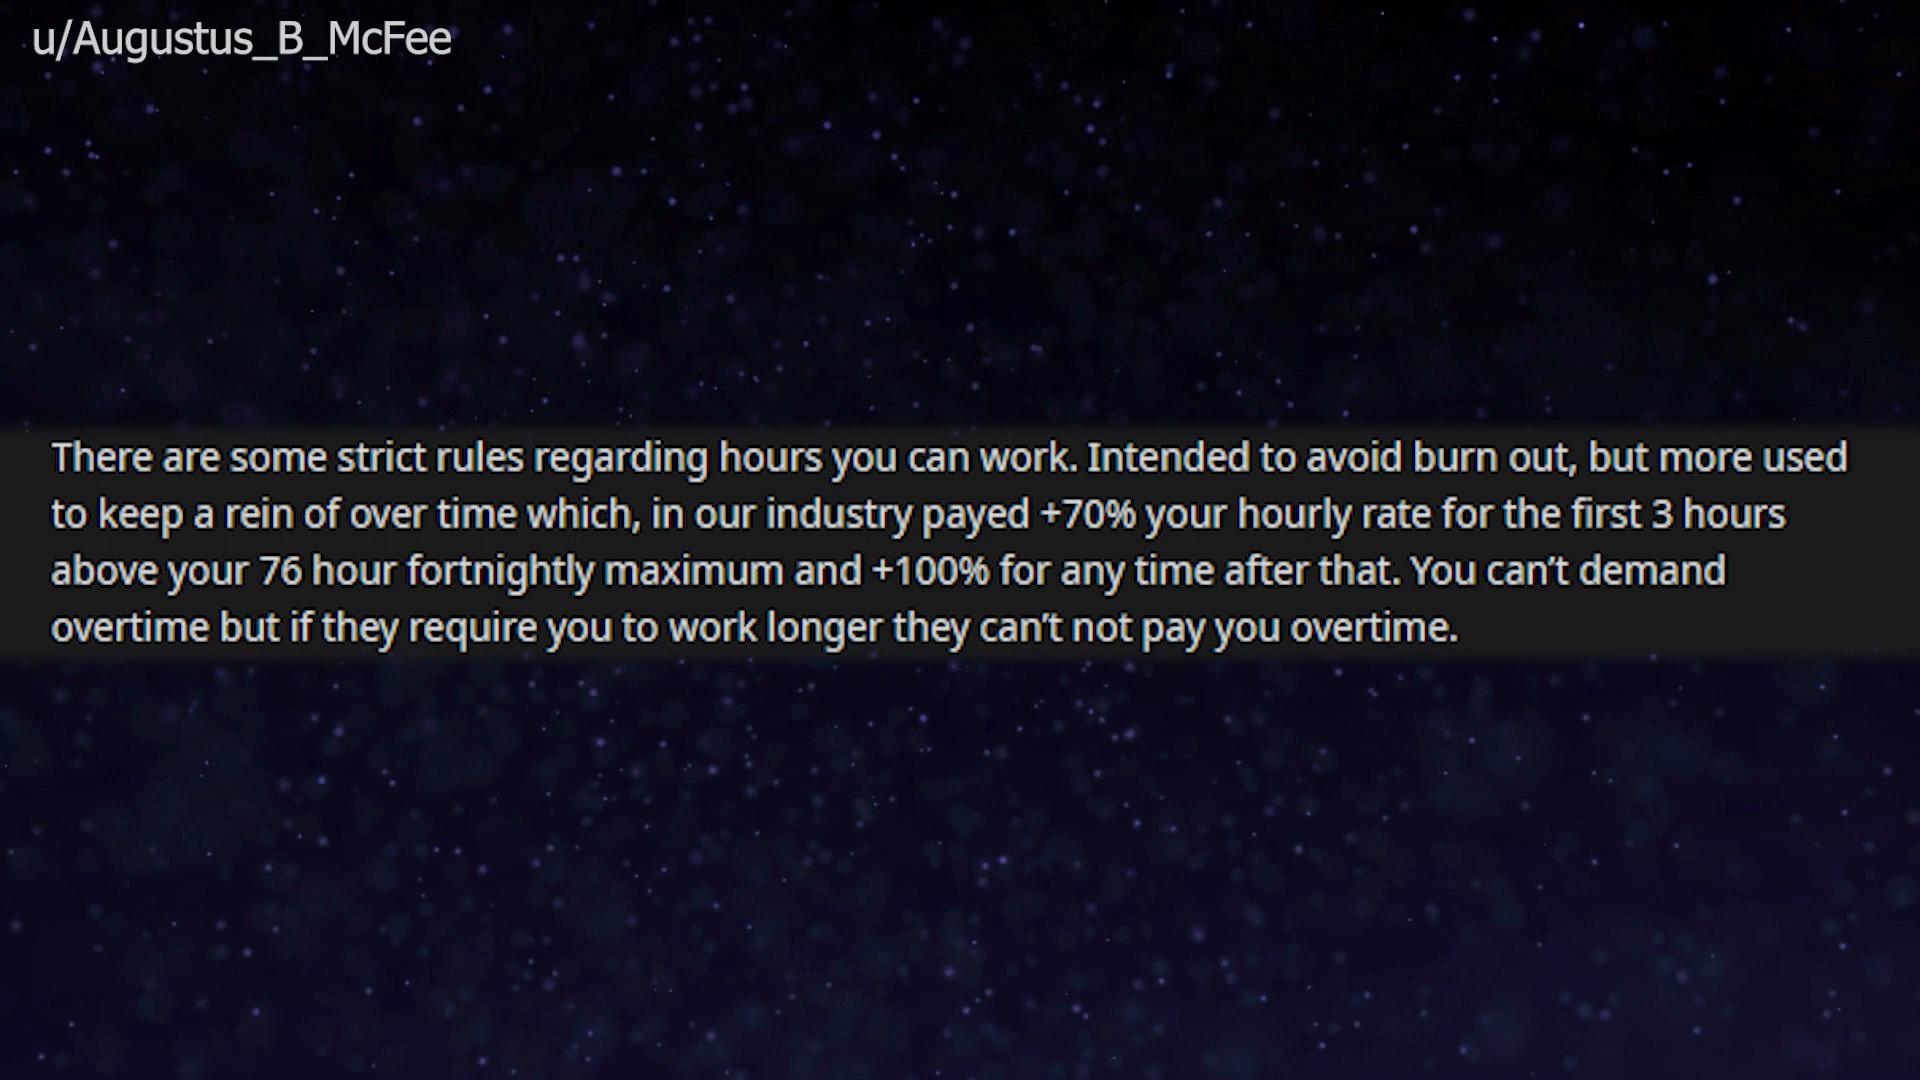 u/Augustus_B_McFee
There are some strict rules regarding hours you can work. Intended to avoid burn out, but more used
to keep a rein of over time which, in our industry payed +70% your hourly rate for the first 3 hours
above your 76 hour fortnightly maximum and +100% for any time after that. You can’t demand
overtime but if they require you to work longer they can’t not pay you overtime.